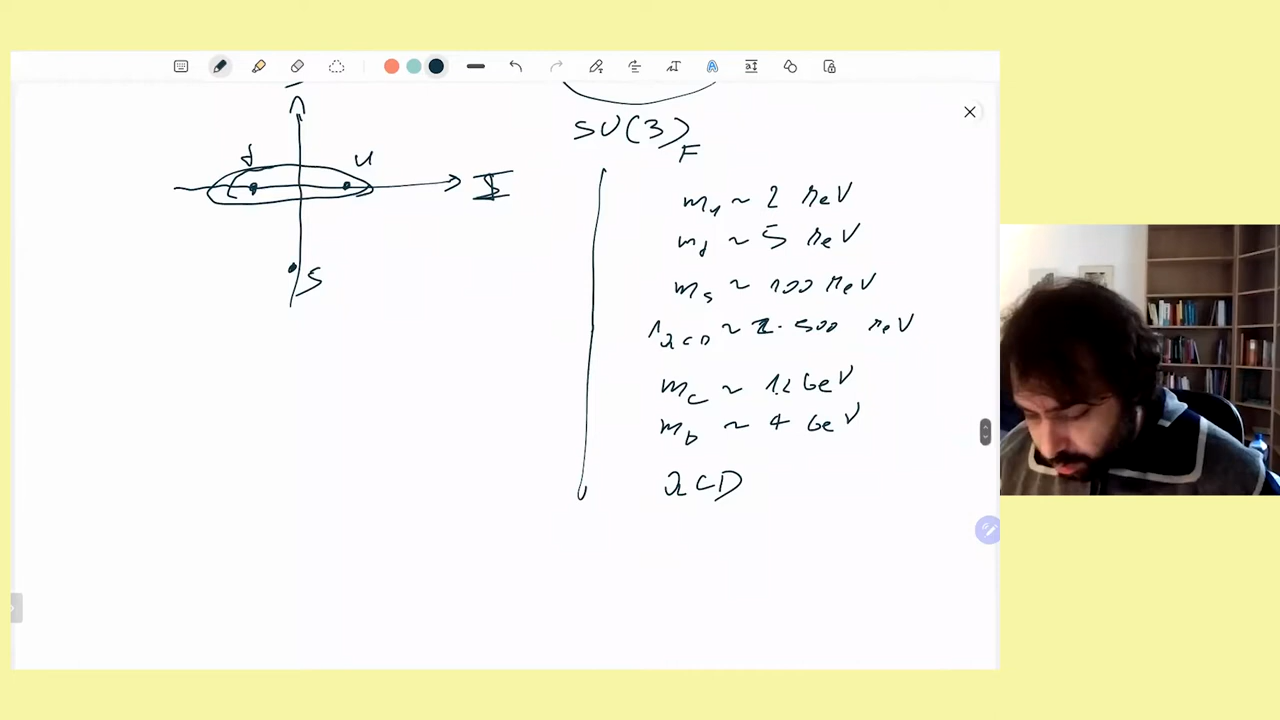 SU(3)F
d u
I
s
mu ~ 2 MeV
md ~ 5 MeV
ms ~ 100 MeV
ΛQCD ~ 500 MeV
mc ~ 1.2 GeV
mb ~ 4 GeV
QCD